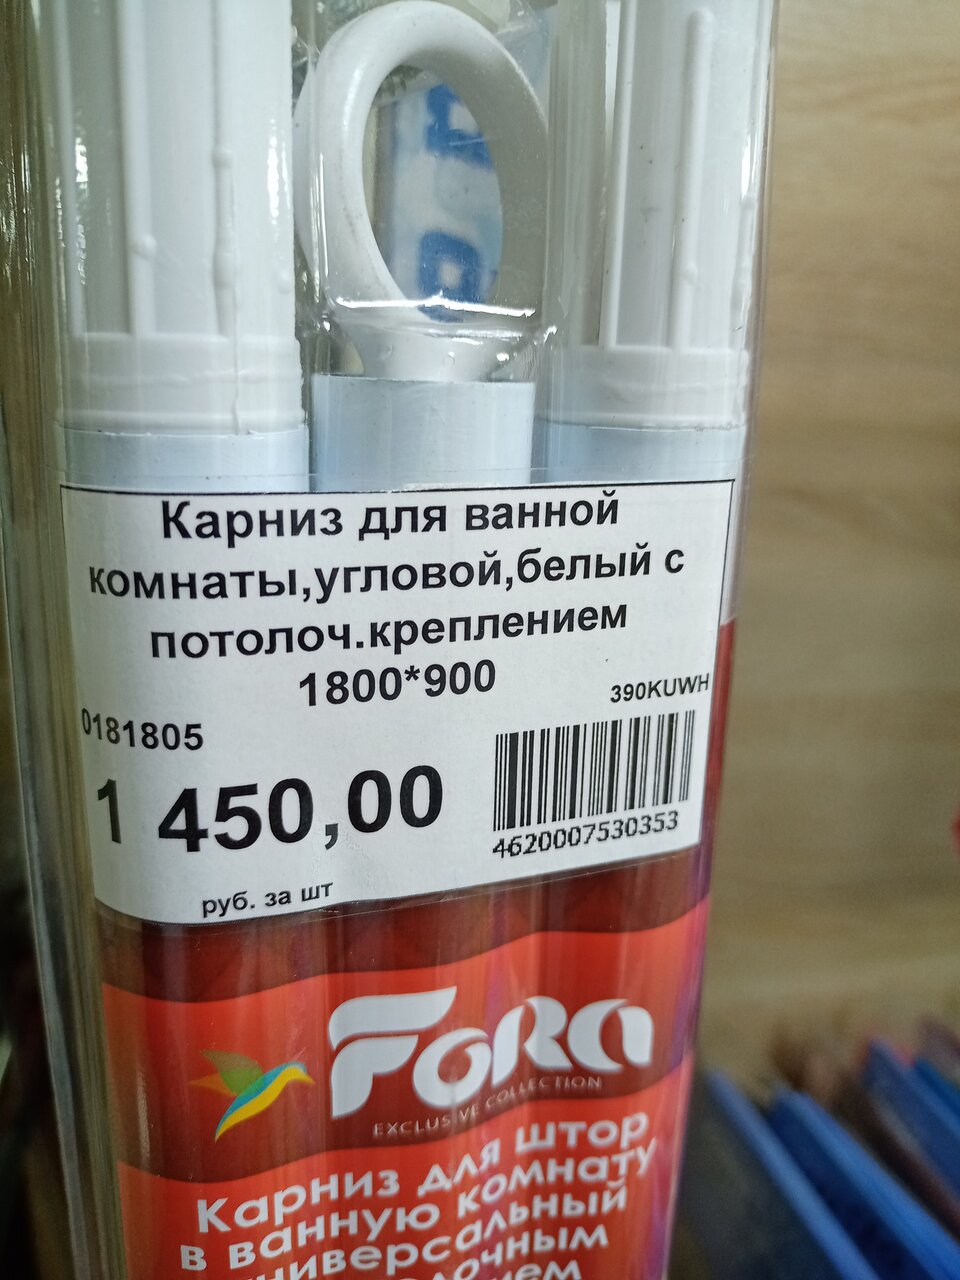 Карниз для ванной
комнаты,угловой,белый с
потолоч.креплением
1800*900
390KUWH
0181805
1 450,00
4620007530353
руб. за шт
FORA
EXCLUSIVE COLLECTION
Карниз для штор
в ванную комнату
универсальный